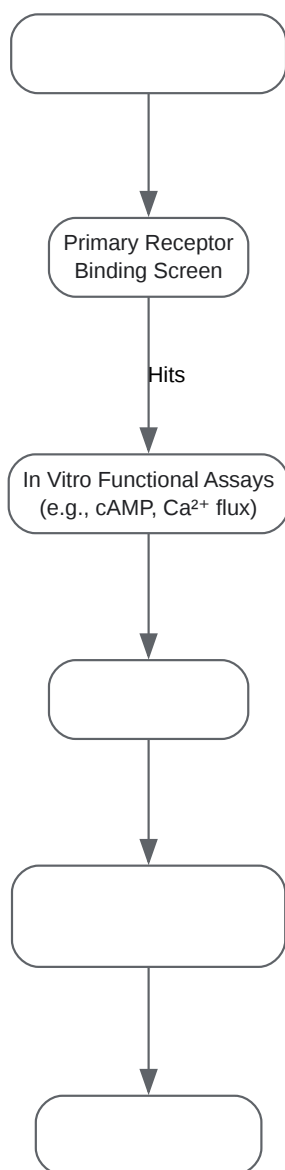 Primary Receptor
Binding Screen
Hits
In Vitro Functional Assays
(e.g., cAMP, Ca²⁺ flux)